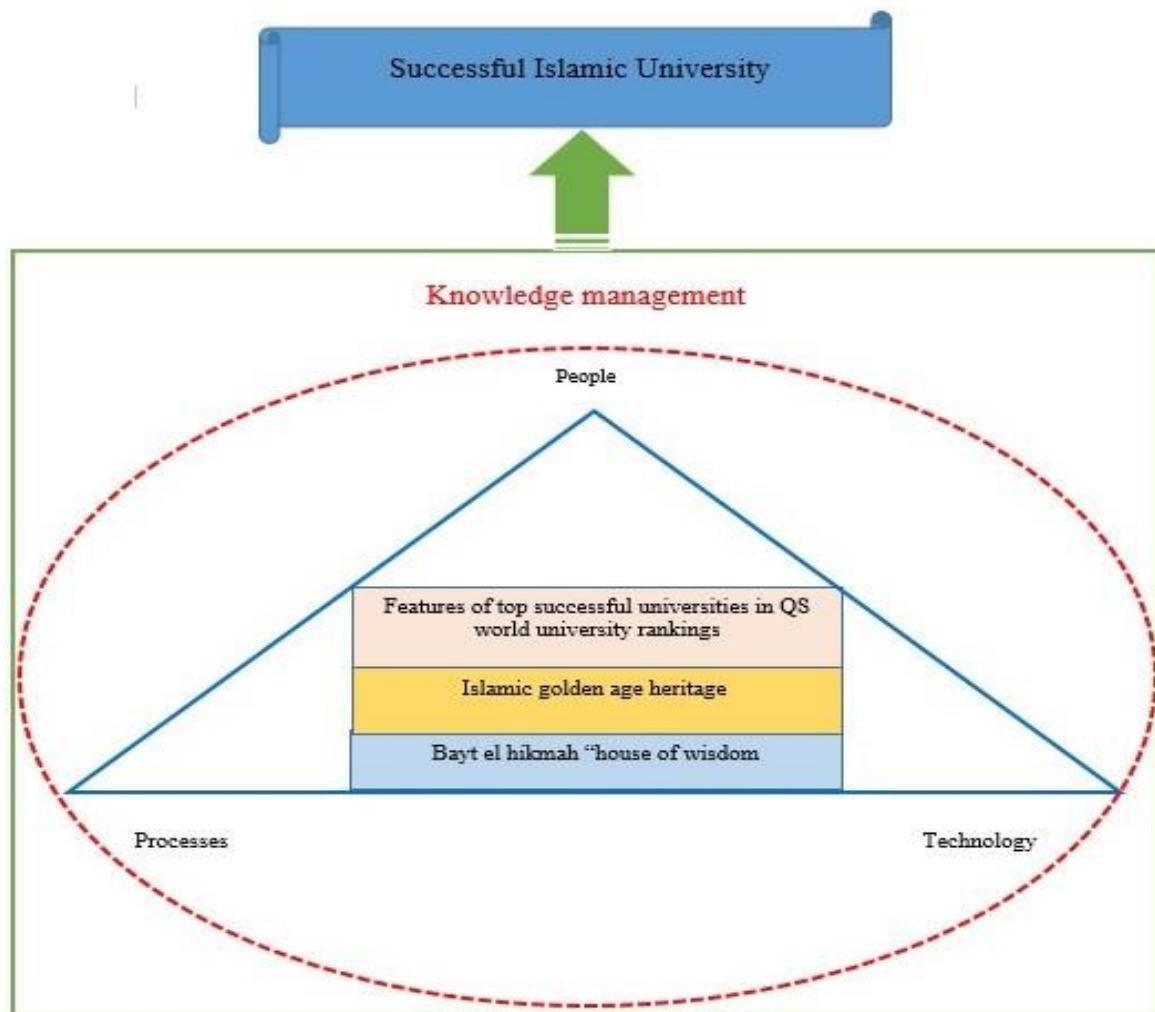 Successful Islamic University
Knowledge management
People
Features of top successful universities in QS
world university rankings
Islamic golden age heritage
Bayt el hikmah “house of wisdom
Processes
Technology